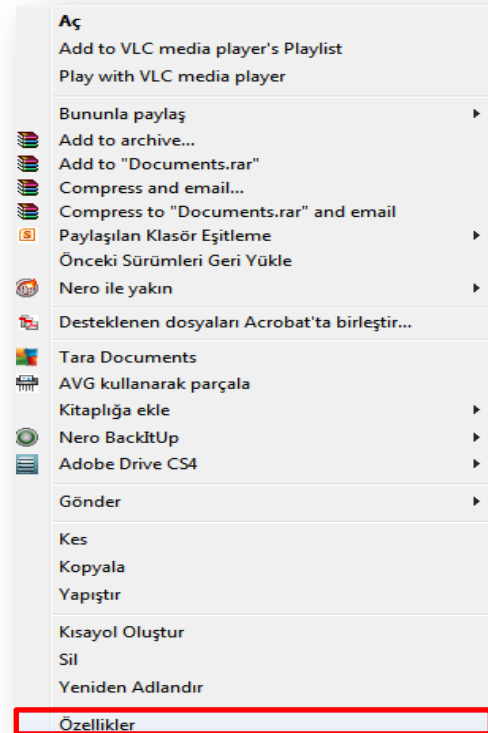 Aç
Add to VLC media player's Playlist
Play with VLC media player
Bununla paylaş
Add to archive...
Add to "Documents.rar"
Compress and email...
Compress to "Documents.rar" and email
Paylaşılan Klasör Eşitleme
Önceki Sürümleri Geri Yükle
Nero ile yakın
Desteklenen dosyaları Acrobat'ta birleştir...
Tara Documents
AVG kullanarak parçala
Kitaplığa ekle
Nero BackItUp
Adobe Drive CS4
Gönder
Kes
Kopyala
Yapıştır
Kısayol Oluştur
Sil
Yeniden Adlandır
Özellikler